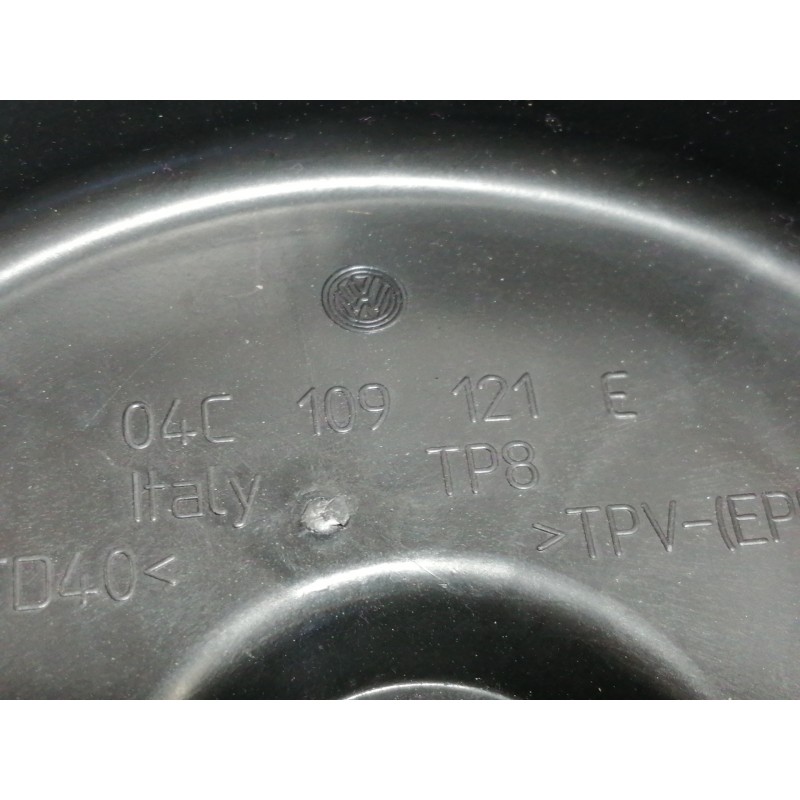 04C 109 121 E
Italy TP8
>TPV-(EP
TD40<